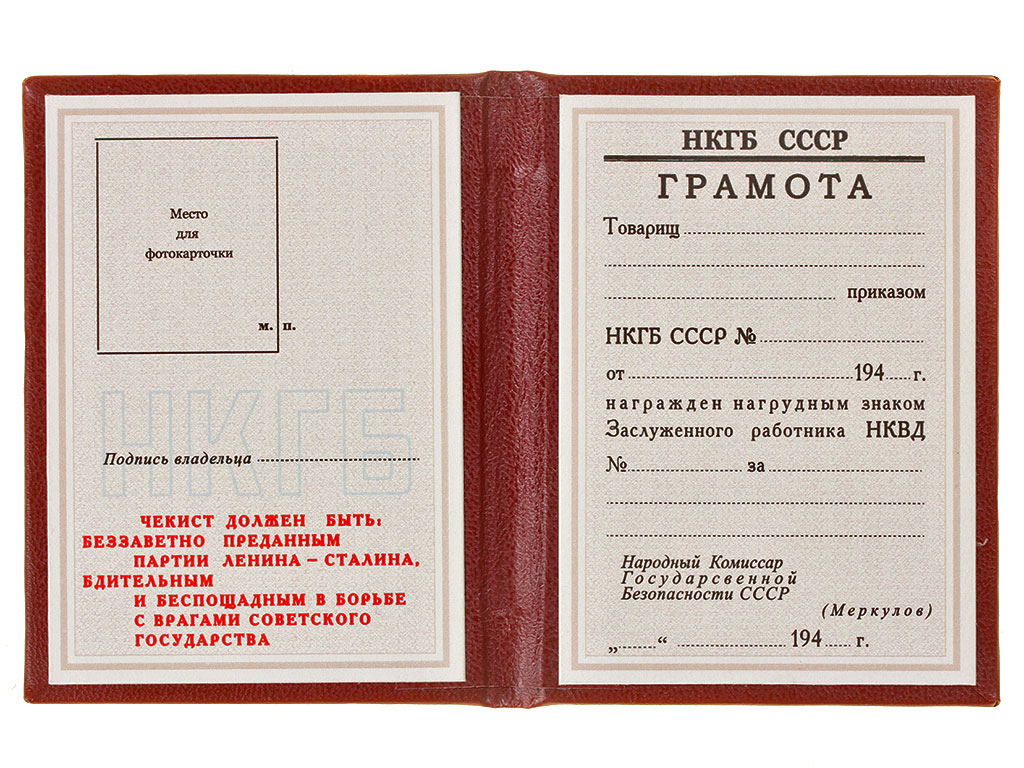 Место
для
фотокарточки
м. п.
НКГБ
Подпись владельца
ЧЕКИСТ ДОЛЖЕН БЫТЬ:
БЕЗЗАВЕТНО ПРЕДАННЫМ
ПАРТИИ ЛЕНИНА – СТАЛИНА,
БДИТЕЛЬНЫМ
И БЕСПОЩАДНЫМ В БОРЬБЕ
С ВРАГАМИ СОВЕТСКОГО
ГОСУДАРСТВА
НКГБ СССР
ГРАМОТА
Товарищ
приказом
НКГБ СССР №
от 194 г.
награжден нагрудным знаком
Заслуженного работника НКВД
№ за
Народный Комиссар
Государсвенной
Безопасности СССР
(Меркулов)
„ “ 194 г.